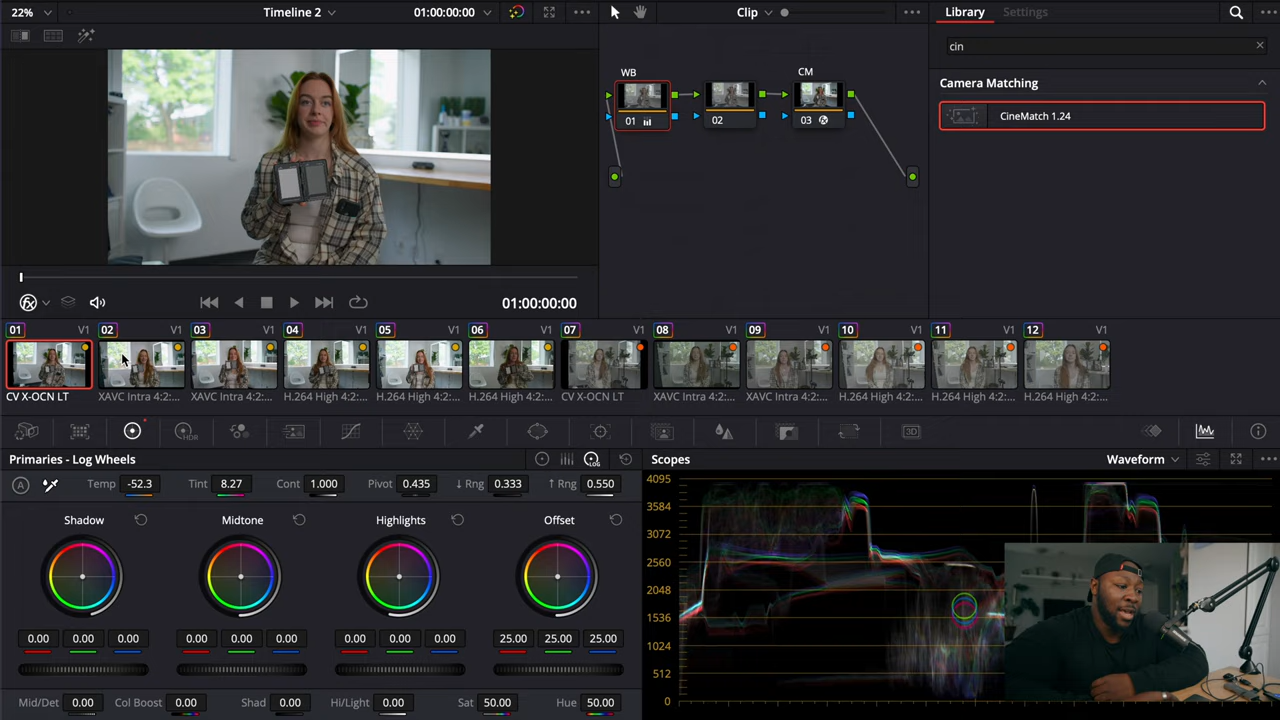 22% Timeline 2 01:00:00:00 Clip Library Settings
cin
Camera Matching
CineMatch 1.24
WB CM
01 02 03
01:00:00:00
01 V1 02 V1 03 V1 04 V1 05 V1 06 V1 07 V1 08 V1 09 V1 10 V1 11 V1 12 V1
CV X-OCN LT XAVC Intra 4:2:... XAVC Intra 4:2:... H.264 High 4:2:... H.264 High 4:2:... H.264 High 4:2:... CV X-OCN LT XAVC Intra 4:2:... XAVC Intra 4:2:... H.264 High 4:2:... H.264 High 4:2:... H.264 High 4:2:...
HDR 3D
Primaries - Log Wheels LOG
Scopes Waveform
A Temp -52.3 Tint 8.27 Cont 1.000 Pivot 0.435 ↓ Rng 0.333 ↑ Rng 0.550
Shadow Midtone Highlights Offset
0.00 0.00 0.00 0.00 0.00 0.00 0.00 0.00 0.00 25.00 25.00 25.00
Mid/Det 0.00 Col Boost 0.00 Shad 0.00 Hi/Light 0.00 Sat 50.00 Hue 50.00
4095
3584
3072
2560
2048
1536
1024
512
0